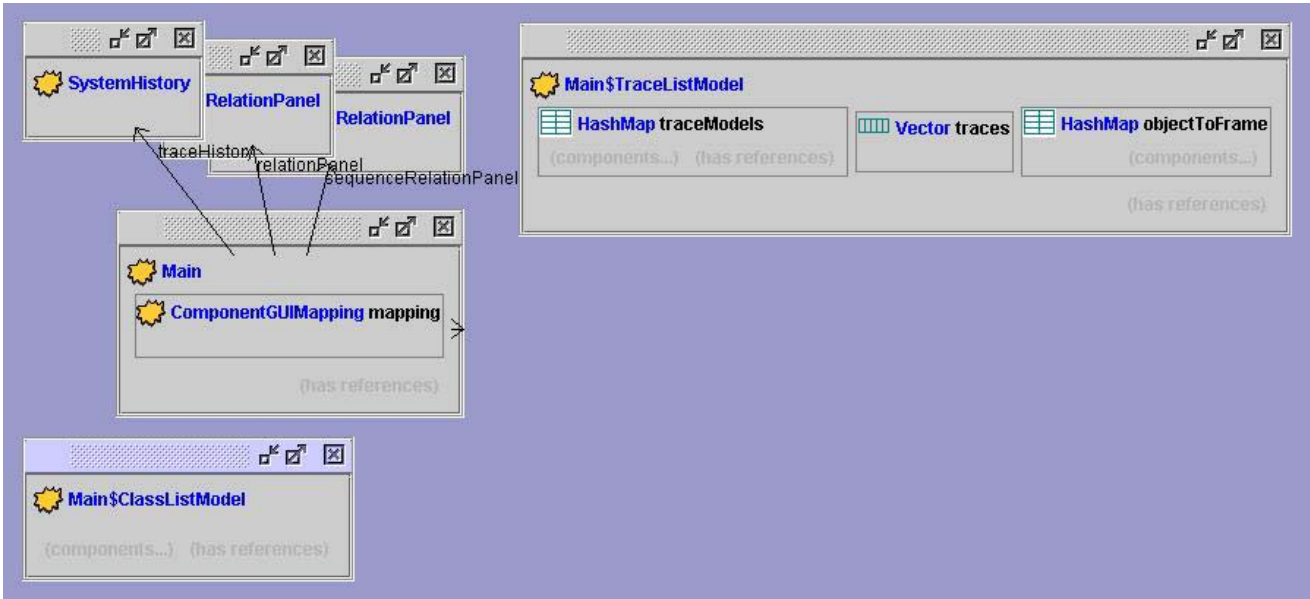 SystemHistory
RelationPanel
RelationPanel
traceHistory
relationPanel
sequenceRelationPanel
Main$TraceListModel
HashMap traceModels
(components...) (has references)
Vector traces
HashMap objectToFrame
(components...)
(has references)
Main
ComponentGUIMapping mapping
(has references)
Main$ClassListModel
(components...) (has references)